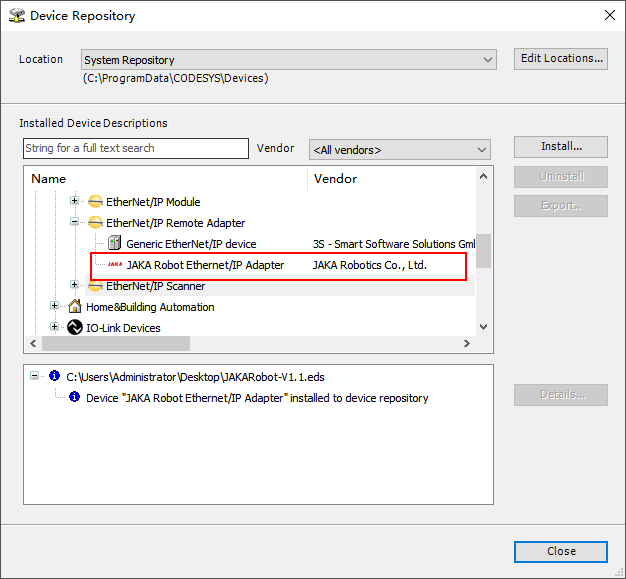 Device Repository
Location
System Repository
Edit Locations...
(C:\ProgramData\CODESYS\Devices)
Installed Device Descriptions
String for a full text search
Vendor
<All vendors>
Install...
Name
Vendor
Uninstall
EtherNet/IP Module
Export...
EtherNet/IP Remote Adapter
Generic EtherNet/IP device
3S - Smart Software Solutions Gml
JAKA
JAKA Robot Ethernet/IP Adapter
JAKA Robotics Co., Ltd.
EtherNet/IP Scanner
Home&Building Automation
IO-Link Devices
C:\Users\Administrator\Desktop\JAKARobot-V1.1.eds
Details...
Device "JAKA Robot Ethernet/IP Adapter" installed to device repository
Close